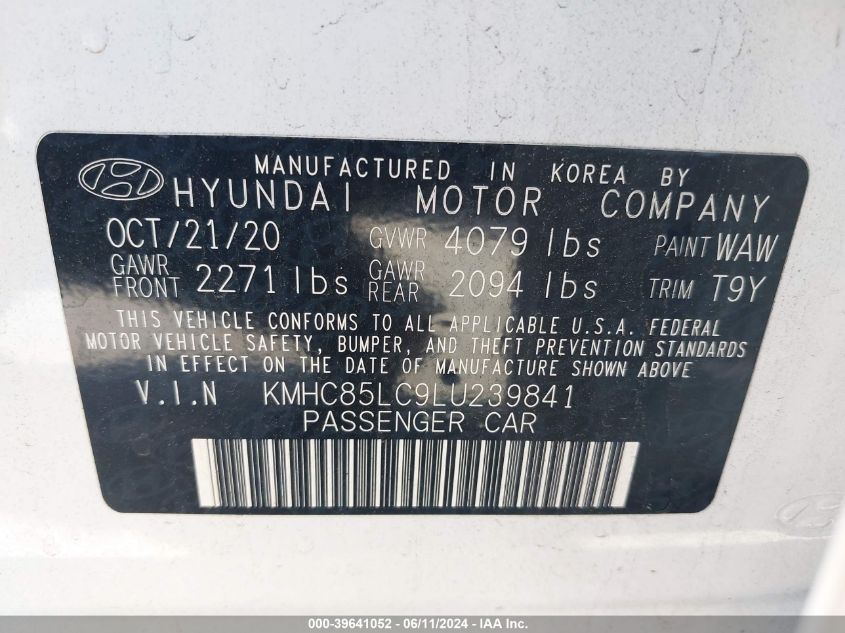 MANUFACTURED IN KOREA BY
HYUNDAI MOTOR COMPANY
OCT/21/20 GVWR 4079 lbs PAINT WAW
GAWR FRONT 2271 lbs GAWR REAR 2094 lbs TRIM T9Y
THIS VEHICLE CONFORMS TO ALL APPLICABLE U.S.A. FEDERAL
MOTOR VEHICLE SAFETY, BUMPER, AND THEFT PREVENTION STANDARDS
IN EFFECT ON THE DATE OF MANUFACTURE SHOWN ABOVE
V.I.N KMHC85LC9LU239841
PASSENGER CAR
000-39641052 - 06/11/2024 - IAA Inc.